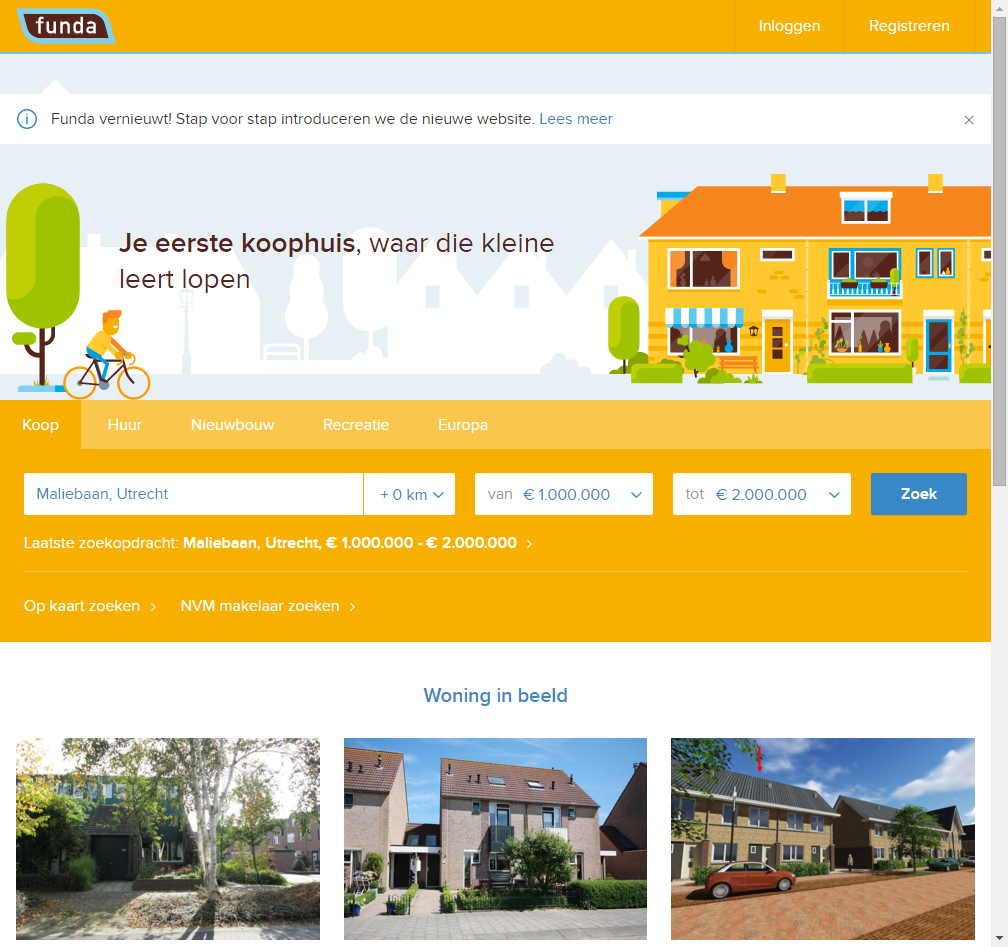 funda
Inloggen
Registreren
Funda vernieuwt! Stap voor stap introduceren we de nieuwe website. Lees meer
Je eerste koophuis, waar die kleine
leert lopen
Koop
Huur
Nieuwbouw
Recreatie
Europa
Maliebaan, Utrecht
+ 0 km
van € 1.000.000
tot € 2.000.000
Zoek
Laatste zoekopdracht: Maliebaan, Utrecht, € 1.000.000 - € 2.000.000
Op kaart zoeken
NVM makelaar zoeken
Woning in beeld